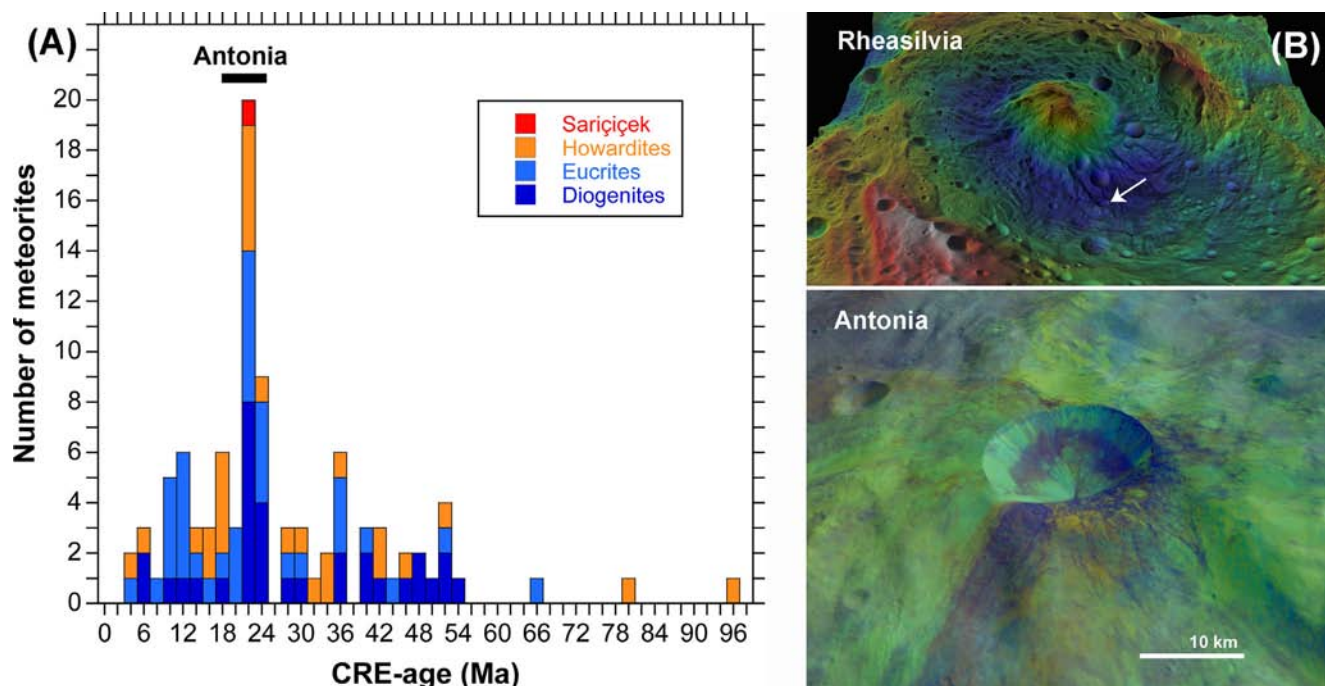 (A)
Antonia
Sariçiçek
Howardites
Eucrites
Diogenites
Number of meteorites
20
18
16
14
12
10
8
6
4
2
0
0 6 12 18 24 30 36 42 48 54 60 66 72 78 84 90 96
CRE-age (Ma)
Rheasilvia
(B)
Antonia
10 km